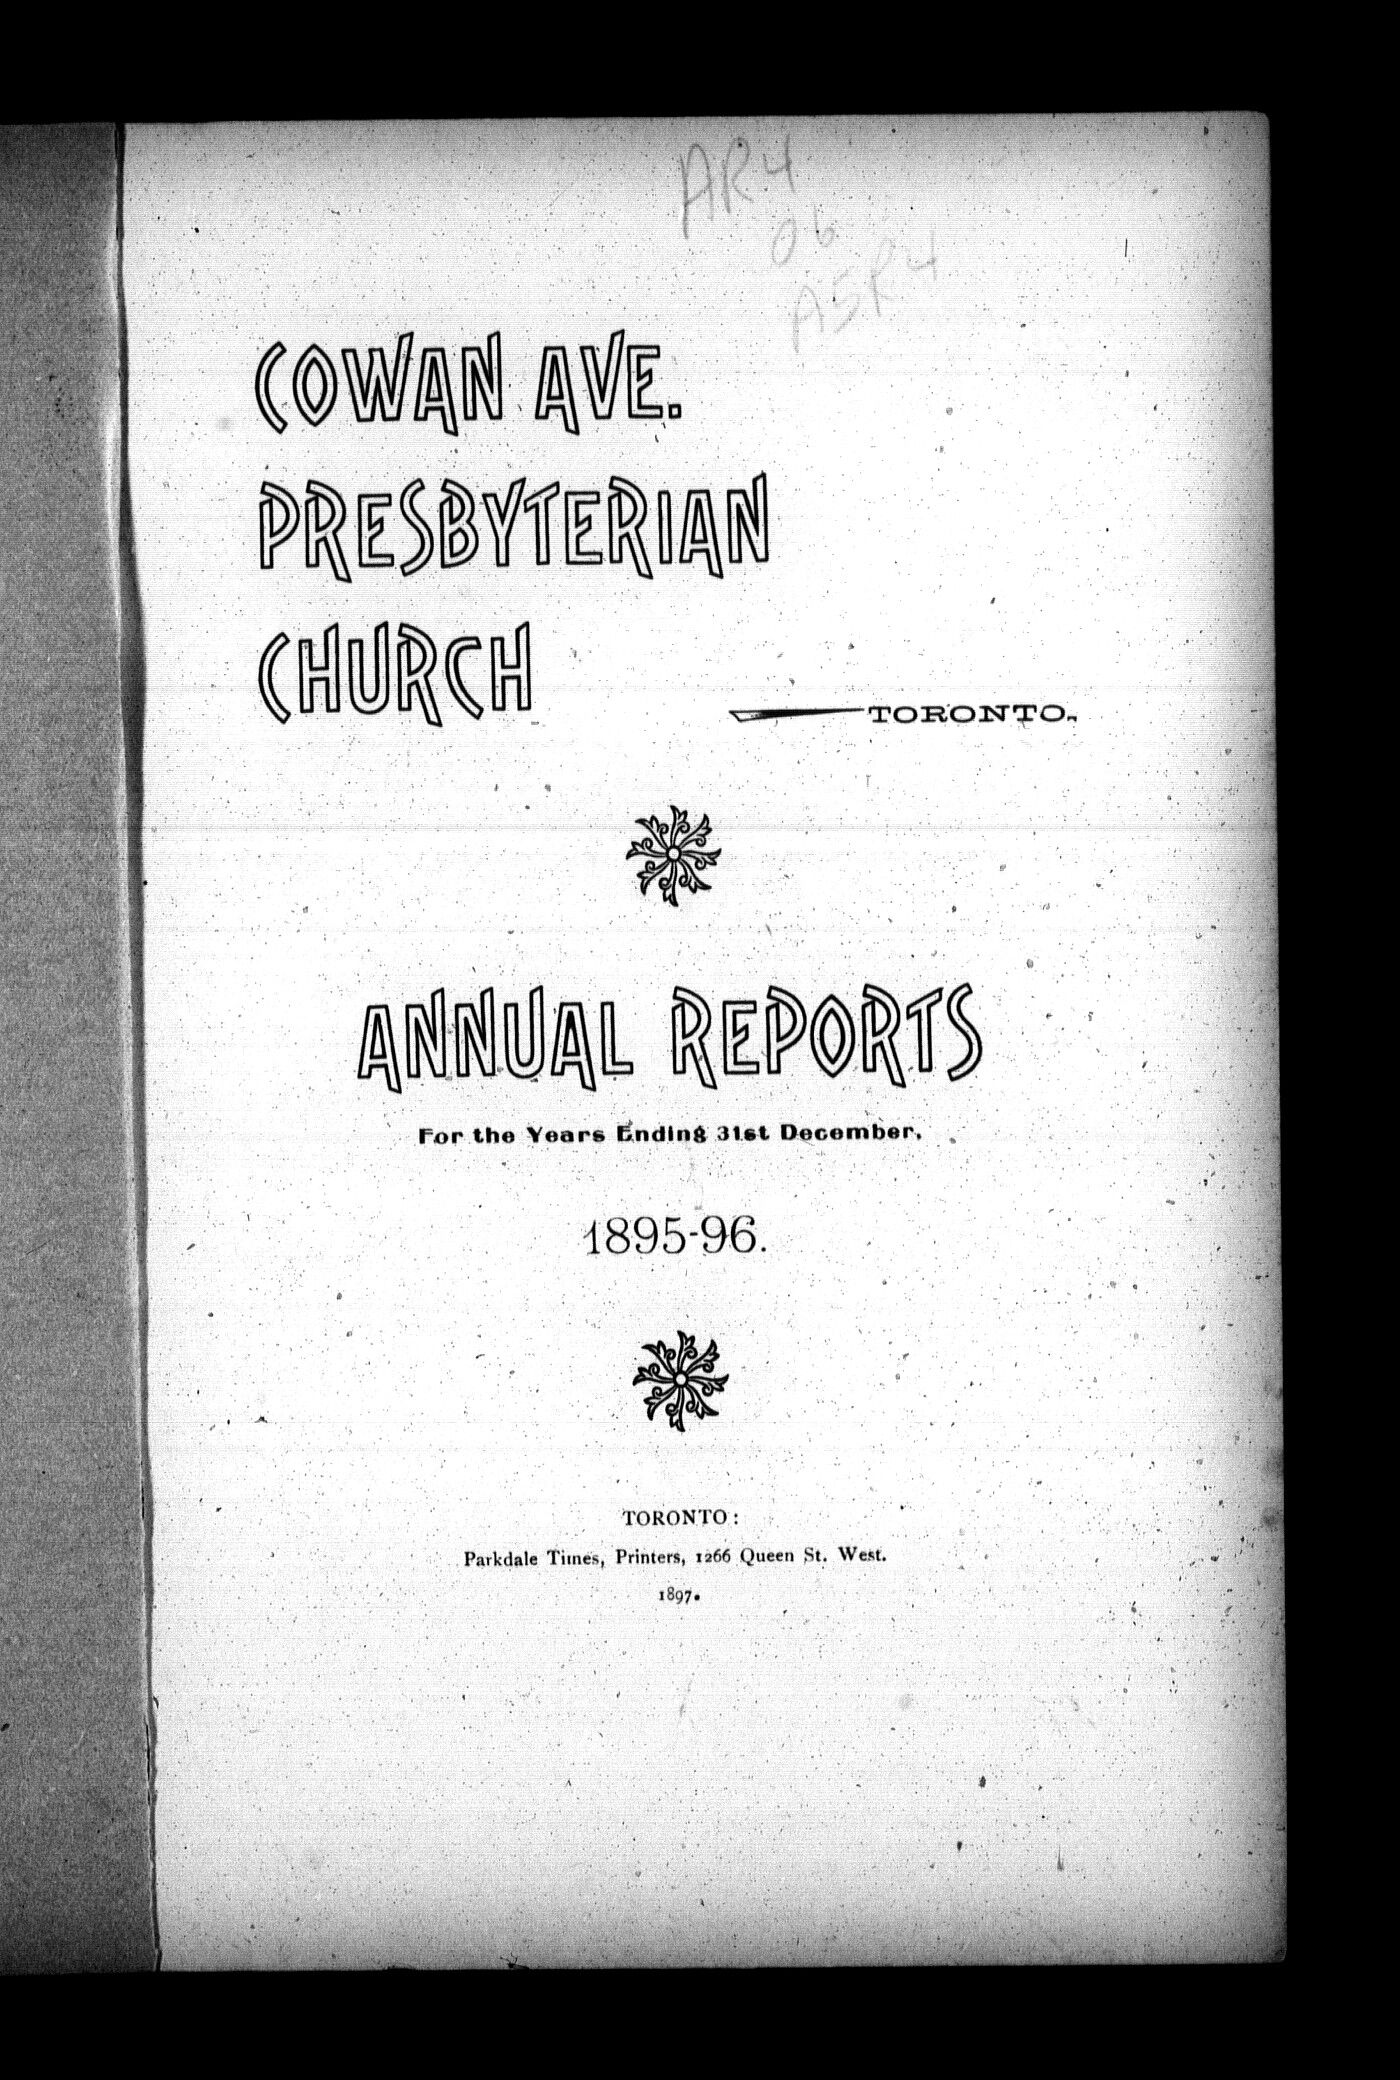 AR4
06
A5R4
COWAN AVE.
PRESBYTERIAN
CHURCH
TORONTO.
ANNUAL REPORTS
For the Years Ending 31st December,
1895-96.
TORONTO:
Parkdale Times, Printers, 1266 Queen St. West.
1897.